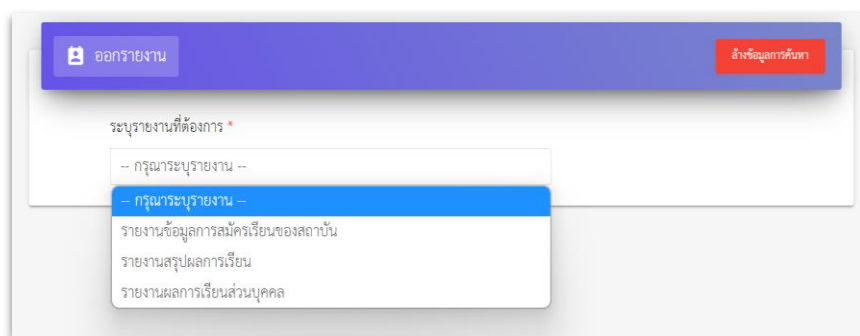 ออกรายงาน
ล้างข้อมูลการค้นหา
ระบุรายงานที่ต้องการ *
-- กรุณาระบุรายงาน --
-- กรุณาระบุรายงาน --
รายงานข้อมูลการสมัครเรียนของสถาบัน
รายงานสรุปผลการเรียน
รายงานผลการเรียนส่วนบุคคล